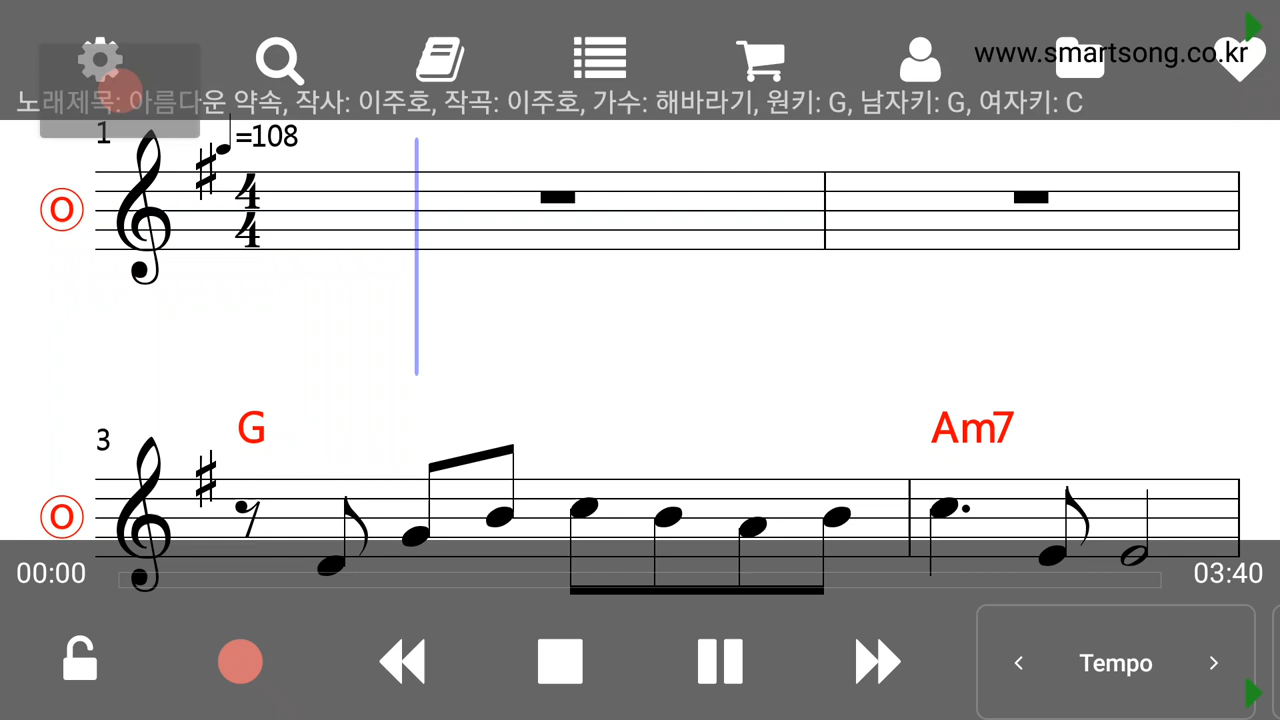 www.smartsong.co.kr
노래제목: 아름다운 약속, 작사: 이주호, 작곡: 이주호, 가수: 해바라기, 원키: G, 남자키: G, 여자키: C
1
=108
4
4
O
G
Am7
3
O
00:00
03:40
< Tempo >